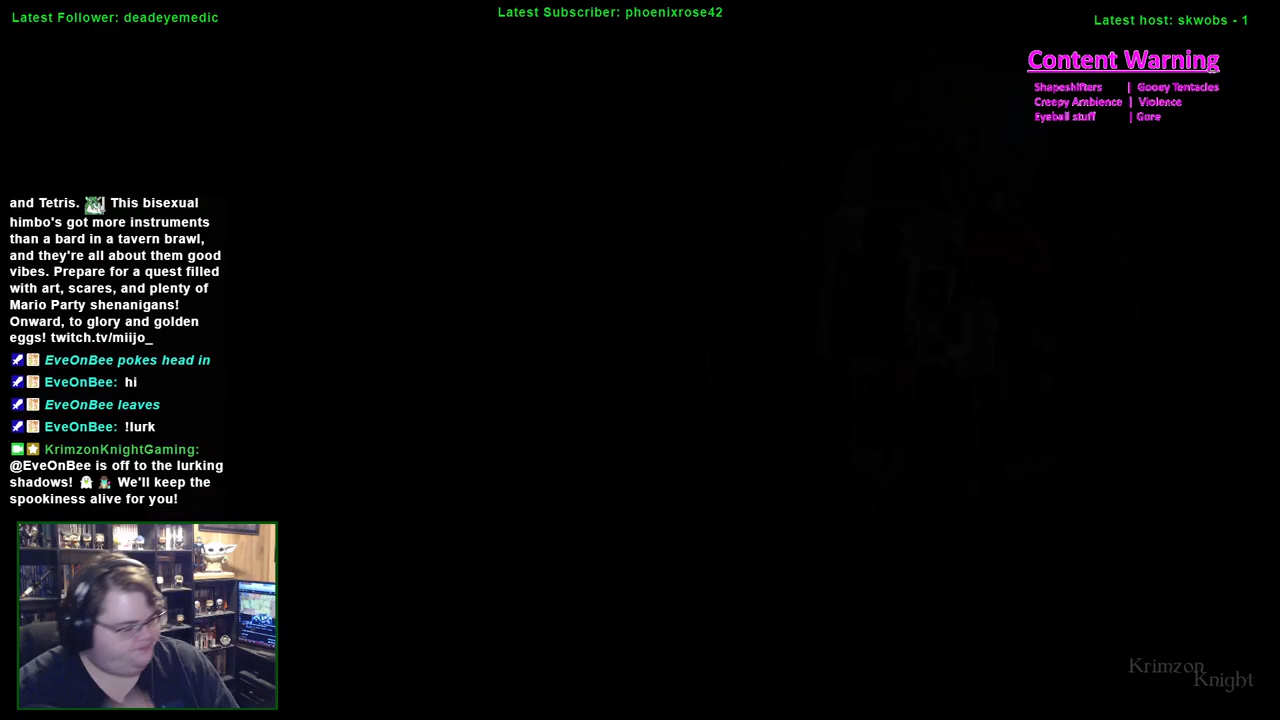 Latest Follower: deadeyemedic
Latest Subscriber: phoenixrose42
Latest host: skwobs - 1
Content Warning
Shapeshifters | Gooey Tentacles
Creepy Ambience | Violence
Eyeball stuff | Gore
and Tetris. This bisexual
himbo's got more instruments
than a bard in a tavern brawl,
and they're all about them good
vibes. Prepare for a quest filled
with art, scares, and plenty of
Mario Party shenanigans!
Onward, to glory and golden
eggs! twitch.tv/miijo_
EveOnBee pokes head in
EveOnBee: hi
EveOnBee leaves
EveOnBee: !lurk
KrimzonKnightGaming:
@EveOnBee is off to the lurking
shadows! We'll keep the
spookiness alive for you!
Krimzon
Knight